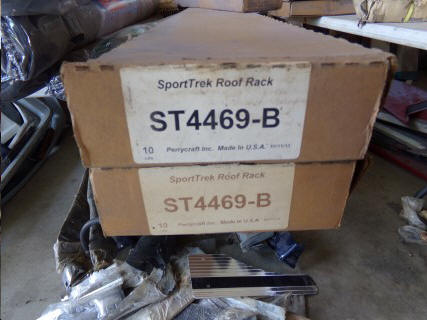 SportTrek Roof Rack
ST4469-B
10
Perrycraft Inc. Made In U.S.A.
SportTrek Roof Rack
ST4469-B
10
Perrycraft Inc. Made In U.S.A